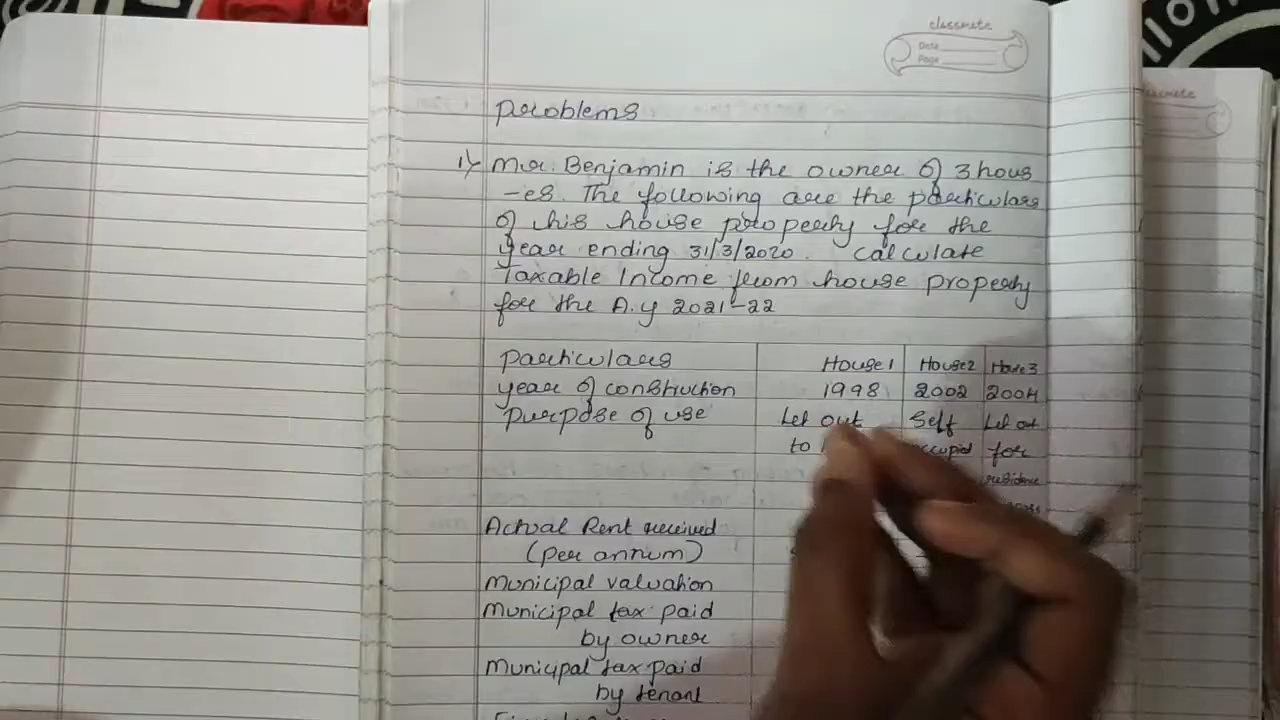 classmate
Date
Page
Problems
1) Mr. Benjamin is the owner of 3 hous
-es. The following are the particulars
of his house property for the
year ending 31/3/2020. Calculate
Taxable Income from house property
for the A.y 2021-22
Particulars House 1 House 2 House 3
year of construction 1998 2002 2004
Purpose of use Let out Self Let out
to occupied for
residence
Actual Rent received
(per annum)
Municipal valuation
Municipal tax paid
by owner
Municipal tax paid
by tenant